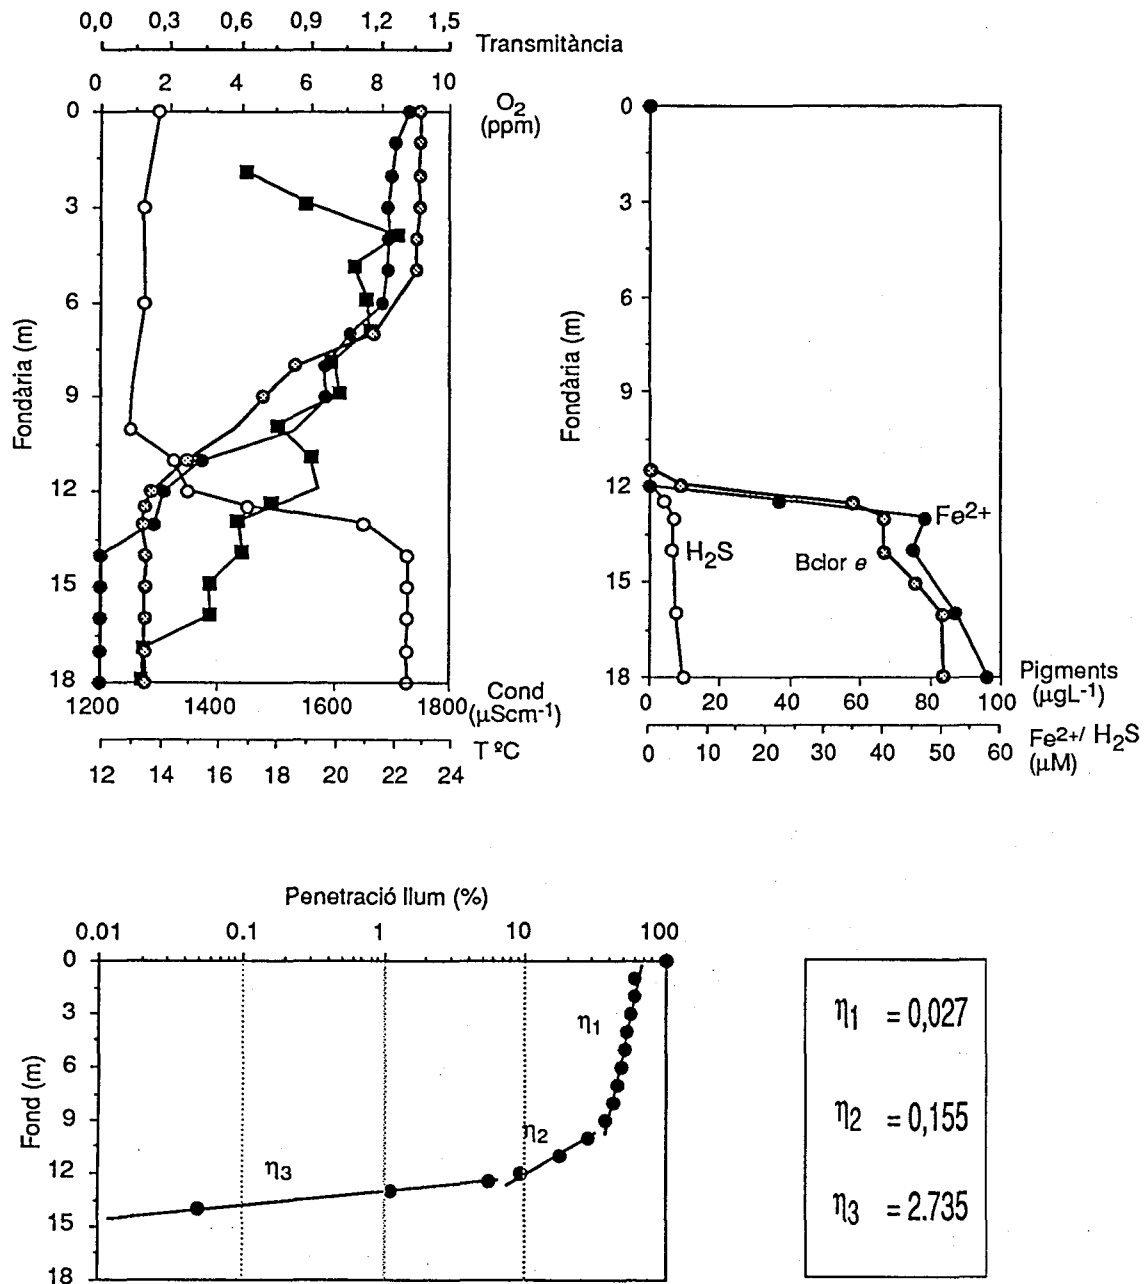 0,0 0,3 0,6 0,9 1,2 1,5
Transmitància
0 2 4 6 8 10
O2
(ppm)
0
3
6
9
12
15
18
Fondària (m)
1200 1400 1600 1800
Cond
(µScm-1)
T ºC
12 14 16 18 20 22 24
0
3
6
9
12
15
18
Fondària (m)
Fe2+
H2S
Bclor e
0 20 40 60 80 100
Pigments
(µgL-1)
0 10 20 30 40 50 60
Fe2+/ H2S
(µM)
Penetració llum (%)
0.01 0.1 1 10 100
0
3
6
9
12
15
18
Fond (m)
η1
η2
η3
η1 = 0,027
η2 = 0,155
η3 = 2.735